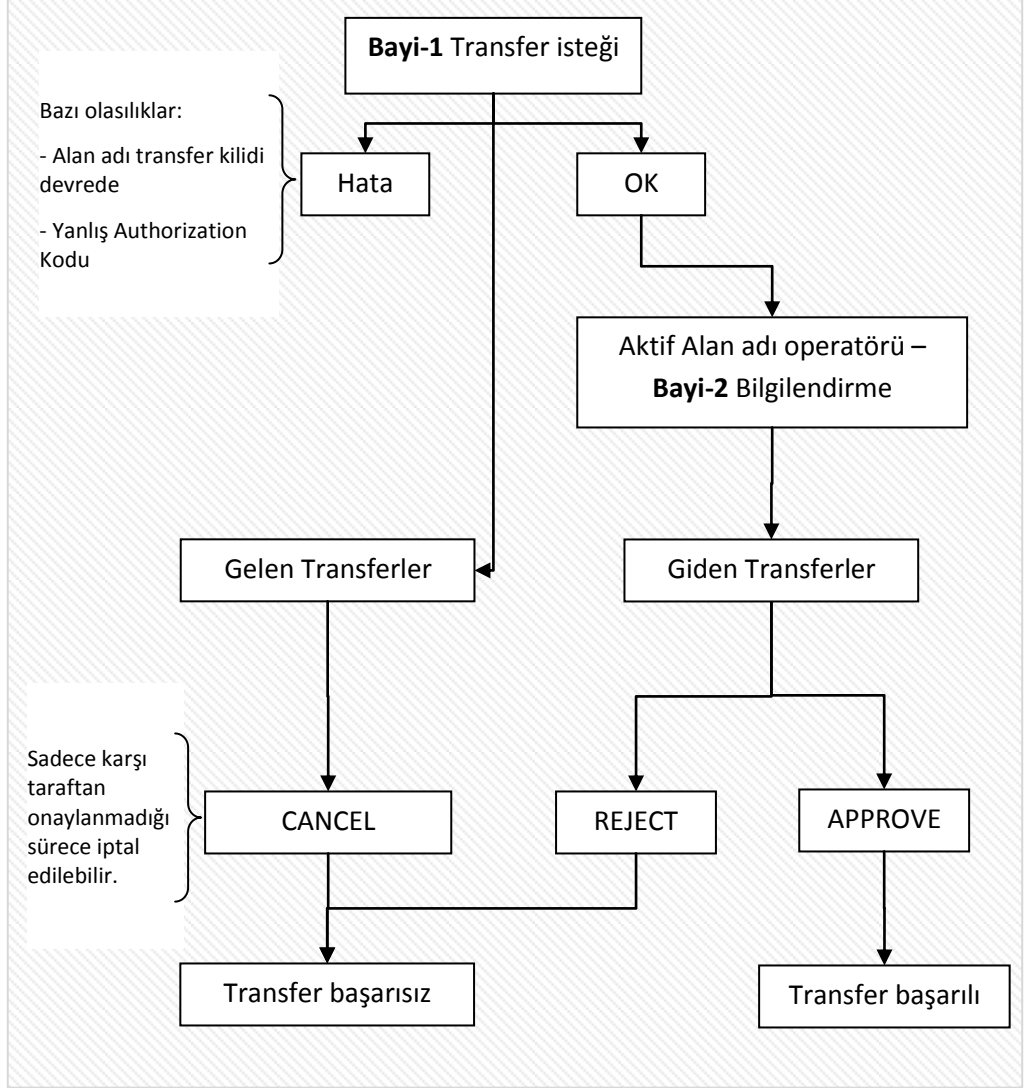 Bayi-1 Transfer isteği
Bazı olasılıklar:
- Alan adı transfer kilidi
devrede
- Yanlış Authorization
Kodu
Hata
OK
Aktif Alan adı operatörü –
Bayi-2 Bilgilendirme
Gelen Transferler
Giden Transferler
Sadece karşı
taraftan
onaylanmadığı
sürece iptal
edilebilir.
CANCEL
REJECT
APPROVE
Transfer başarısız
Transfer başarılı